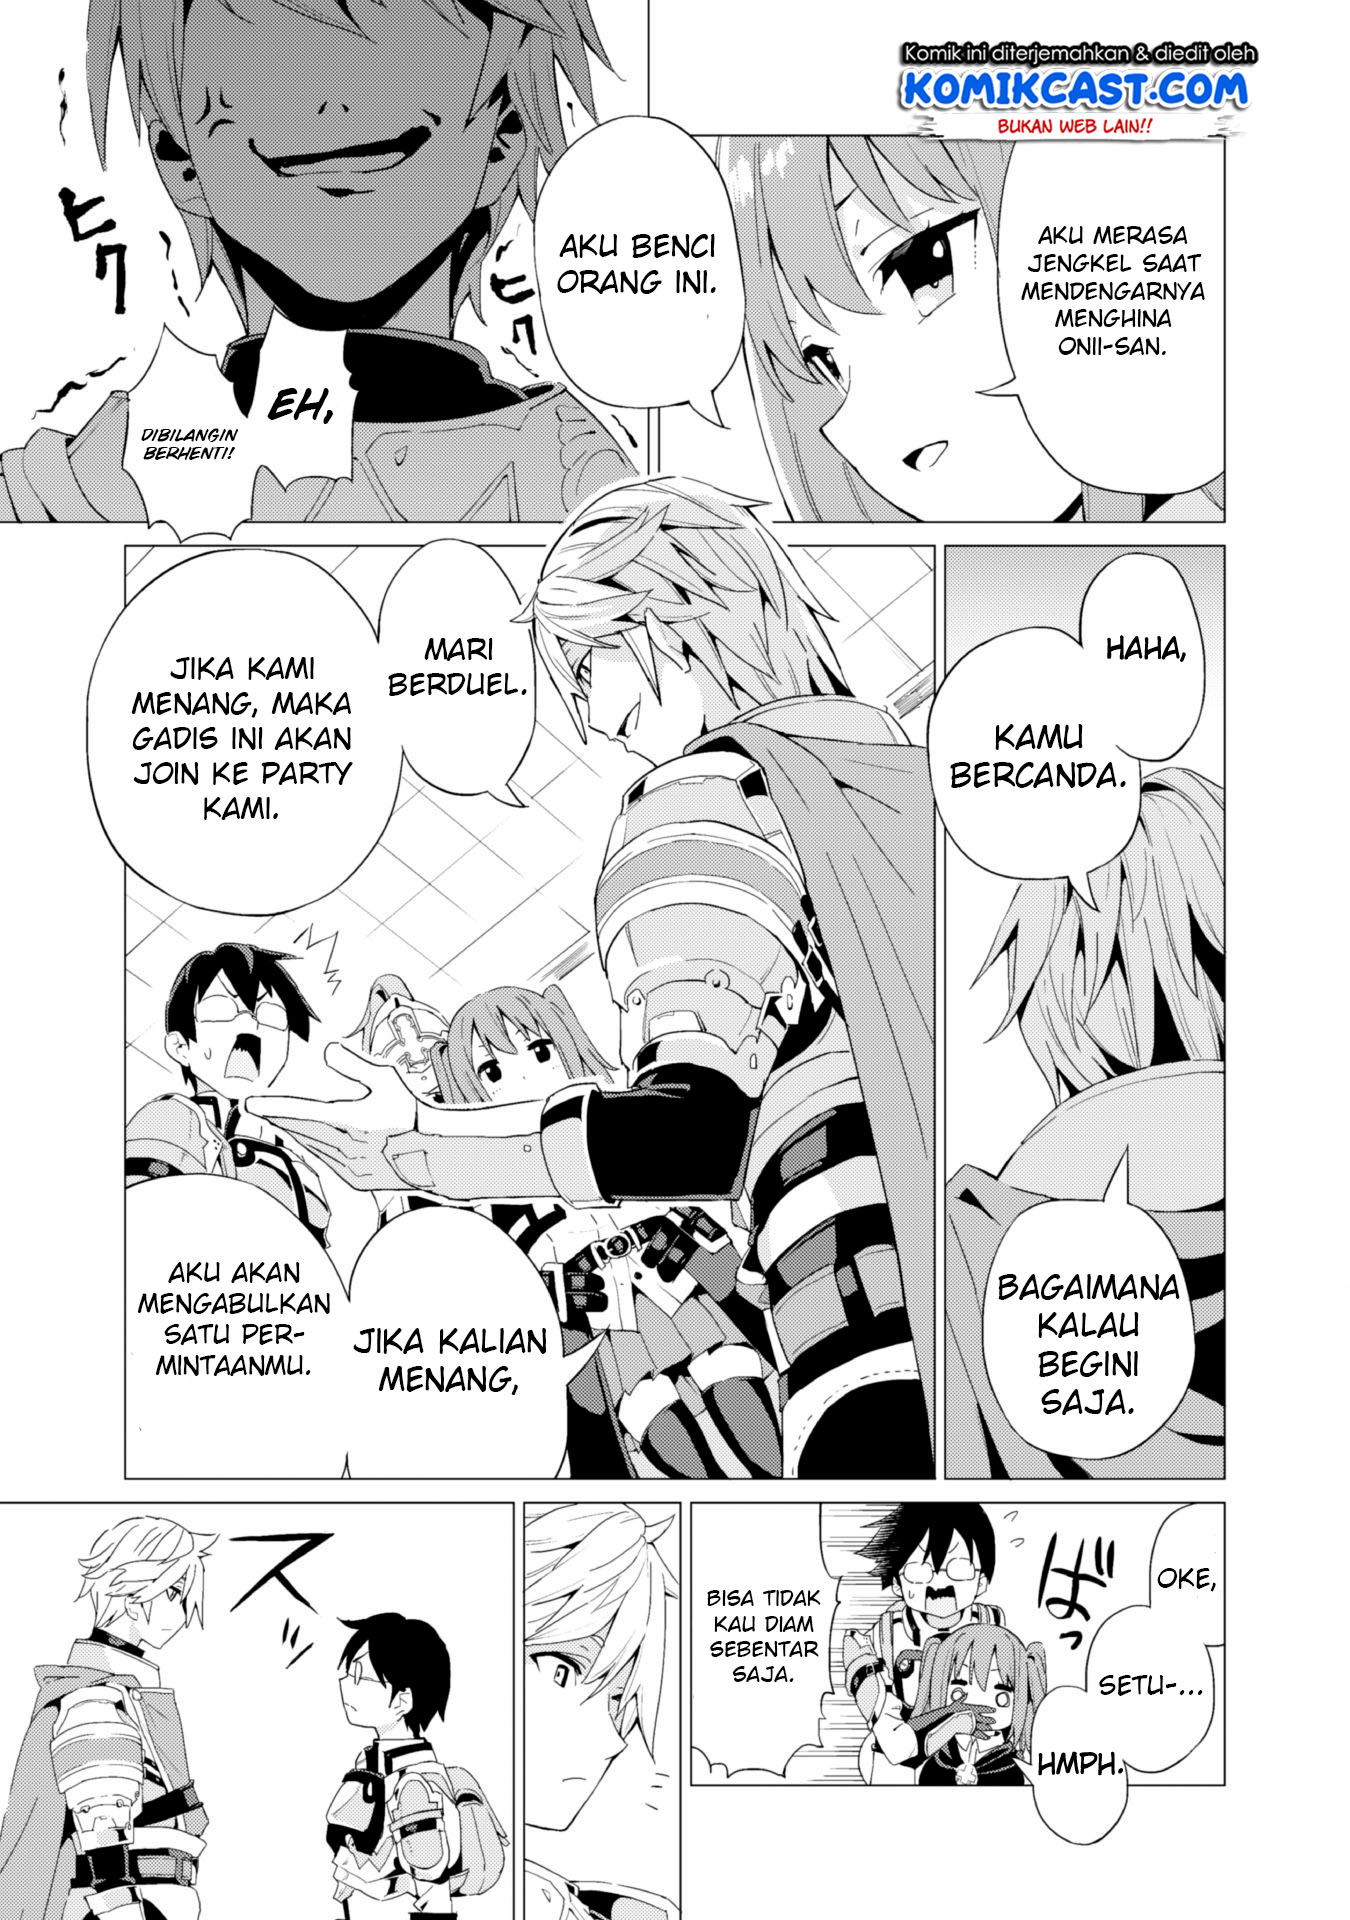 Komik ini diterjemahkan & diedit oleh
KOMIKCAST.COM
BUKAN WEB LAIN!!
AKU MERASA
JENGKEL SAAT
MENDENGARNYA
MENGHINA
ONII-SAN.
AKU BENCI
ORANG INI.
ヒク
ヒク
EH,
DIBILANGIN
BERHENTI!
HAHA,
KAMU
BERCANDA.
BAGAIMANA
KALAU
BEGINI
SAJA.
MARI
BERDUEL.
JIKA KAMI
MENANG, MAKA
GADIS INI AKAN
JOIN KE PARTY
KAMI.
JIKA KALIAN
MENANG,
AKU AKAN
MENGABULKAN
SATU PER-
MINTAANMU.
OKE,
SETU-...
HMPH.
ばっ
BISA TIDAK
KAU DIAM
SEBENTAR
SAJA.
ス